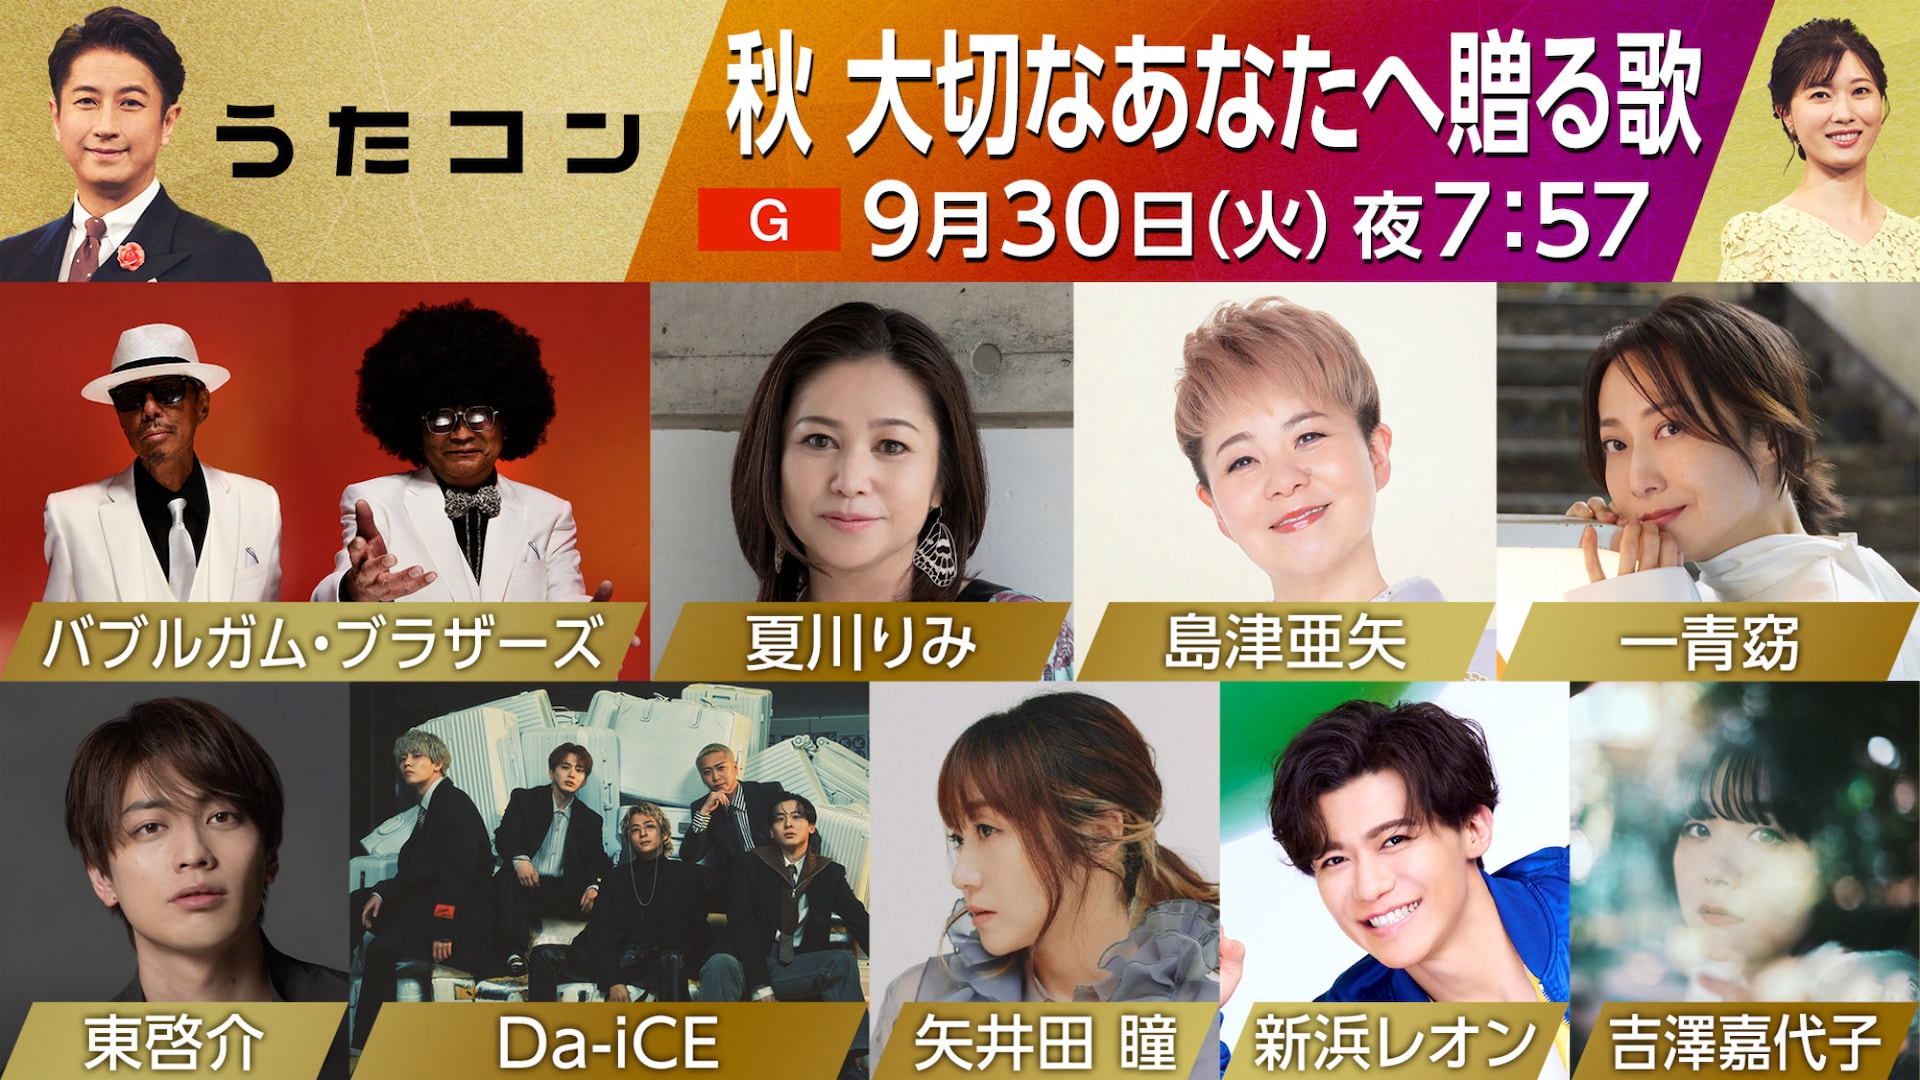 うたコン
秋 大切なあなたへ贈る歌
G 9月30日(火) 夜7:57
バブルガム・ブラザーズ
夏川りみ
島津亜矢
一青窈
東啓介
Da-iCE
矢井田 瞳
新浜レオン
吉澤嘉代子